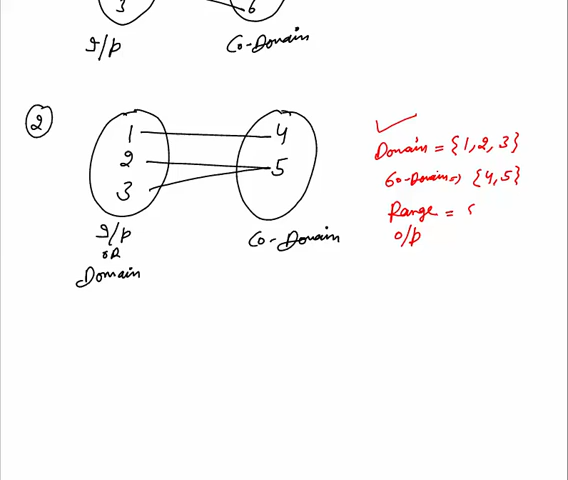 3 6
I/p Co-Domain
2
1 4
2 5
3
I/p Co-Domain
OR
Domain
Domain = {1, 2, 3}
Co-Domain => {4, 5}
Range = {
o/p